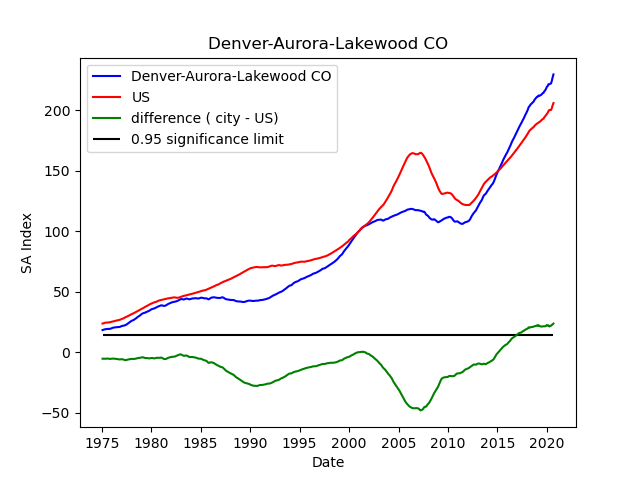 Denver-Aurora-Lakewood CO
Denver-Aurora-Lakewood CO
US
difference ( city - US)
0.95 significance limit
SA Index
200
150
100
50
0
−50
1975 1980 1985 1990 1995 2000 2005 2010 2015 2020
Date